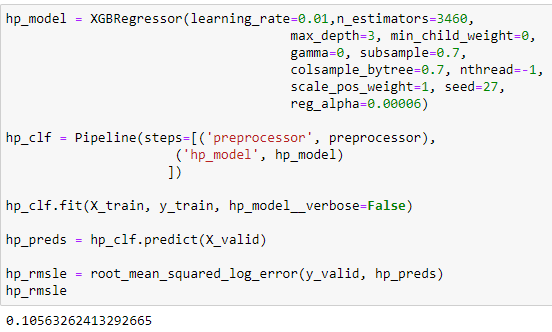 hp_model = XGBRegressor(learning_rate=0.01,n_estimators=3460,
                                     max_depth=3, min_child_weight=0,
                                     gamma=0, subsample=0.7,
                                     colsample_bytree=0.7, nthread=-1,
                                     scale_pos_weight=1, seed=27,
                                     reg_alpha=0.00006)
hp_clf = Pipeline(steps=[('preprocessor', preprocessor),
                      ('hp_model', hp_model)
                     ])
hp_clf.fit(X_train, y_train, hp_model__verbose=False)
hp_preds = hp_clf.predict(X_valid)
hp_rmsle = root_mean_squared_log_error(y_valid, hp_preds)
hp_rmsle
0.10563262413292665